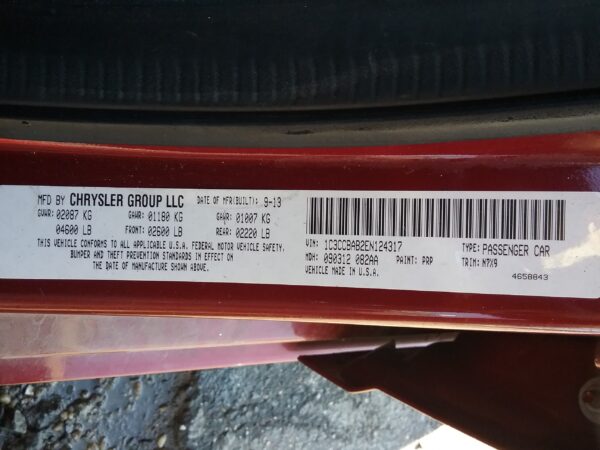 MFD BY CHRYSLER GROUP LLC DATE OF MFR(BUILT): 9-13
GVWR: 02087 KG GAWR: 01180 KG GAWR: 01007 KG
04600 LB FRONT: 02600 LB REAR: 02220 LB
THIS VEHICLE CONFORMS TO ALL APPLICABLE U.S.A. FEDERAL MOTOR VEHICLE SAFETY,
BUMPER AND THEFT PREVENTION STANDARDS IN EFFECT ON
THE DATE OF MANUFACTURE SHOWN ABOVE.
VIN: 1C3CCBAB2EN124317 TYPE: PASSENGER CAR
MDH: 090312 082AA PAINT: PRP TRIM: N7X9
VEHICLE MADE IN U.S.A.
4658843